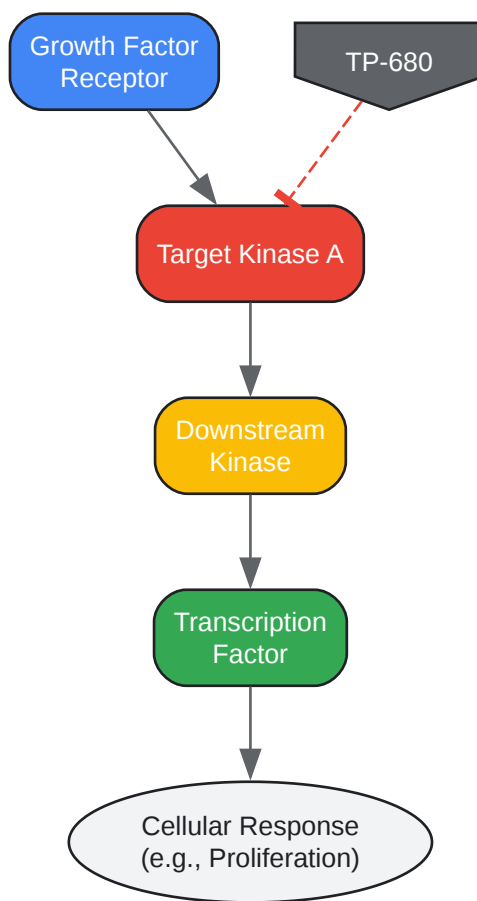 Growth Factor
Receptor
TP-680
Target Kinase A
Downstream
Kinase
Transcription
Factor
Cellular Response
(e.g., Proliferation)